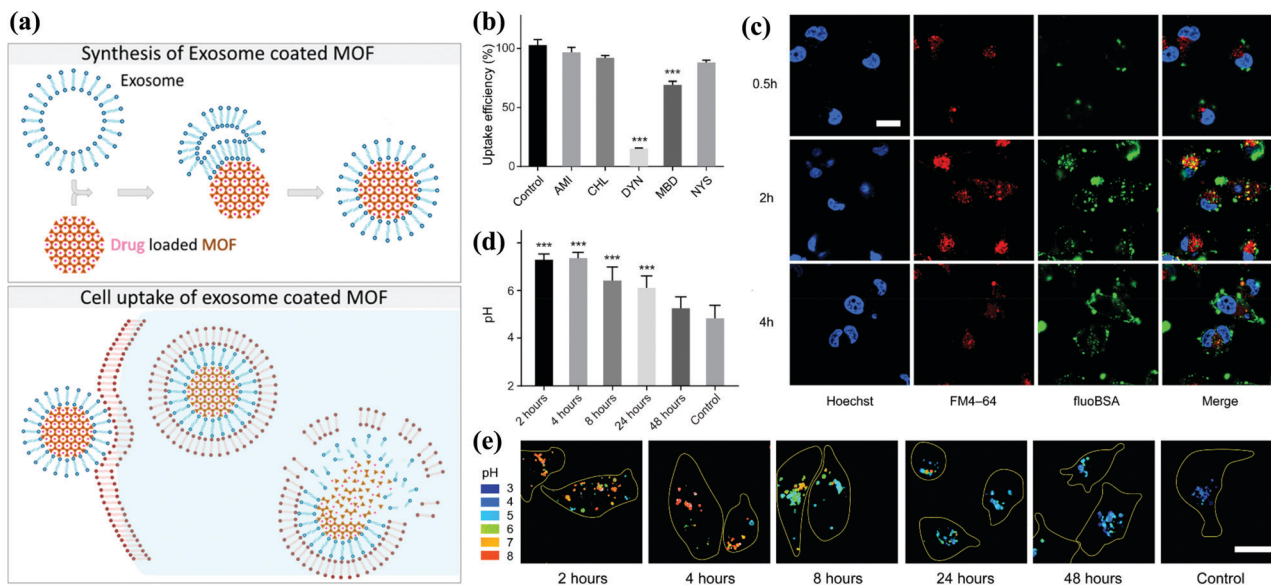 (a)
Synthesis of Exosome coated MOF
Exosome
Drug loaded MOF
Cell uptake of exosome coated MOF
(b)
Uptake efficiency (%)
100
50
0
***
***
Control
AMI
CHL
DYN
MBD
NYS
(c)
0.5h
2h
4h
Hoechst
FM4–64
fluoBSA
Merge
(d)
pH
6
4
2
***
***
***
***
2 hours
4 hours
8 hours
24 hours
48 hours
Control
(e)
pH
3
4
5
6
7
8
2 hours
4 hours
8 hours
24 hours
48 hours
Control